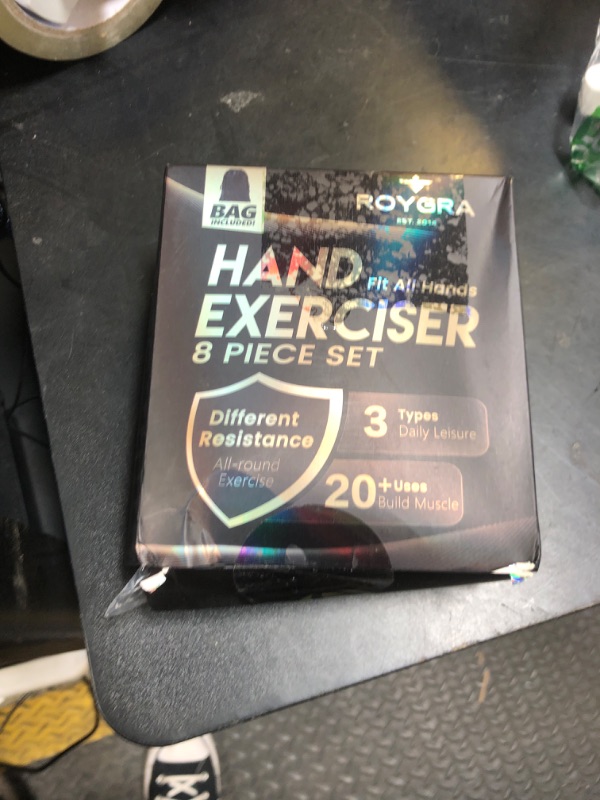 BAG
INCLUDED!
ROYGRA
EST. 2016
HAND
Fit All Hands
EXERCISER
8 PIECE SET
Different
Resistance
All-round
Exercise
3 Types
Daily Leisure
20+ Uses
Build Muscle